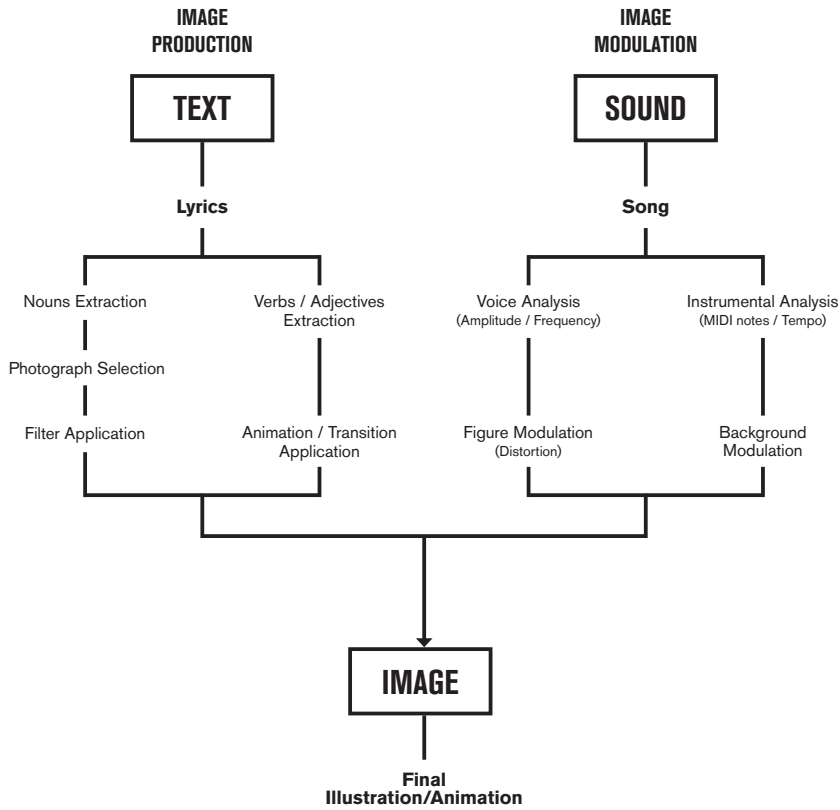 IMAGE
PRODUCTION
IMAGE
MODULATION
TEXT
SOUND
Lyrics
Song
Nouns Extraction
Verbs / Adjectives
Extraction
Voice Analysis
(Amplitude / Frequency)
Instrumental Analysis
(MIDI notes / Tempo)
Photograph Selection
Filter Application
Animation / Transition
Application
Figure Modulation
(Distortion)
Background
Modulation
IMAGE
Final
Illustration/Animation